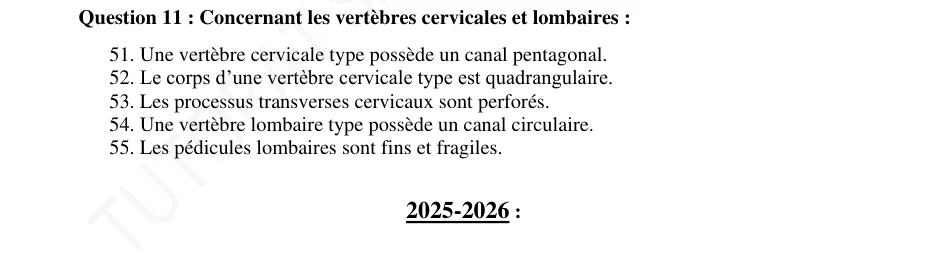 Question 11 : Concernant les vertèbres cervicales et lombaires :
51. Une vertèbre cervicale type possède un canal pentagonal.
52. Le corps d’une vertèbre cervicale type est quadrangulaire.
53. Les processus transverses cervicaux sont perforés.
54. Une vertèbre lombaire type possède un canal circulaire.
55. Les pédicules lombaires sont fins et fragiles.
2025-2026 :